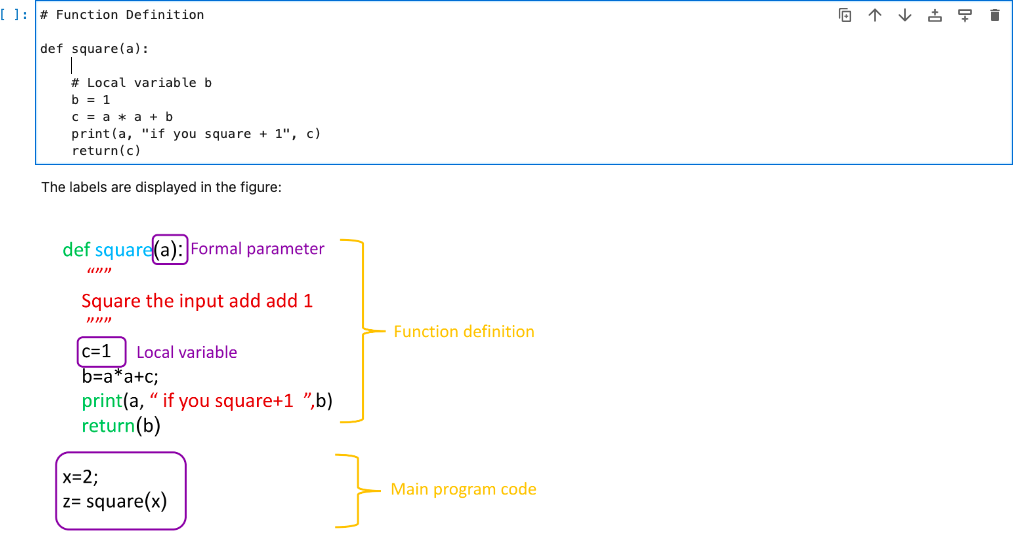 [ ]: # Function Definition
def square(a):
# Local variable b
b = 1
c = a * a + b
print(a, "if you square + 1", c)
return(c)
The labels are displayed in the figure:
def square(a): Formal parameter
“””
Square the input add add 1
”””
Function definition
c=1 Local variable
b=a*a+c;
print(a, “ if you square+1 ”,b)
return(b)
x=2;
Main program code
z= square(x)